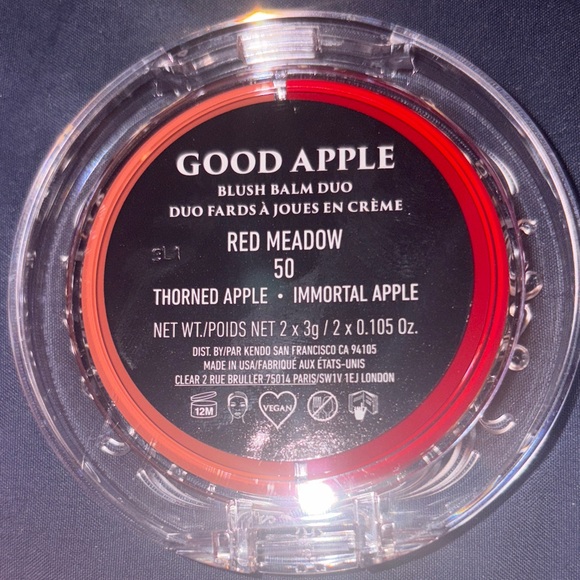 GOOD APPLE
BLUSH BALM DUO
DUO FARDS À JOUES EN CRÈME
RED MEADOW
50
THORNED APPLE • IMMORTAL APPLE
NET WT./POIDS NET 2 x 3g / 2 x 0.105 Oz.
DIST. BY/PAR KENDO SAN FRANCISCO CA 94105
MADE IN USA/FABRIQUÉ AUX ÉTATS-UNIS
CLEAR 2 RUE BRULLER 75014 PARIS/SW1V 1EJ LONDON
12M
VEGAN